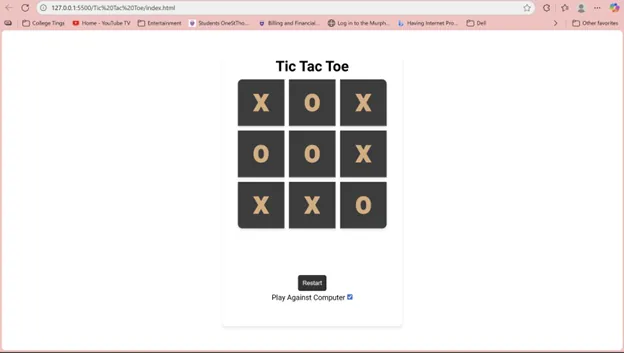 127.0.0.1:5500/Tic%20Tac%20Toe/index.html
College Tings Home - YouTube TV Entertainment Students OneStTho... Billing and Financial... Log in to the Murph... Having Internet Pro... Dell Other favorites
Tic Tac Toe
X O X
O O X
X X O
Restart
Play Against Computer